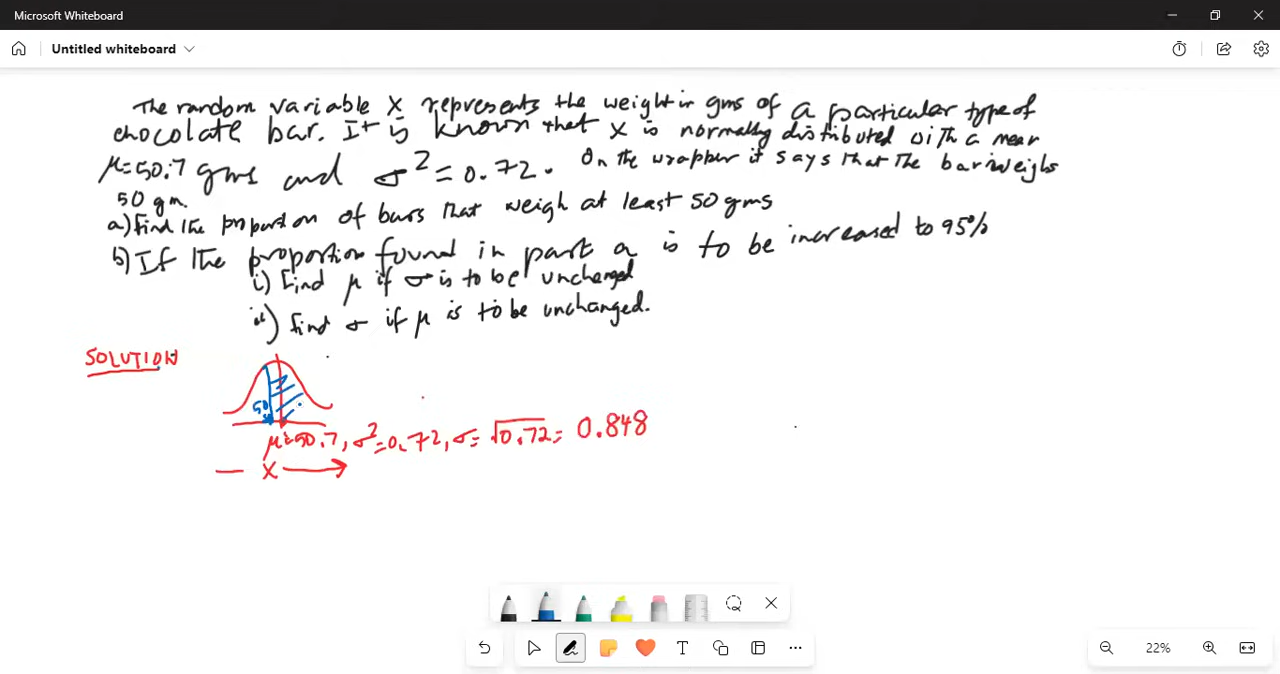 Microsoft Whiteboard
Untitled whiteboard
The random variable X represents the weight in gms of a particular type of
chocolate bar. It is known that X is normally distributed with a mean
μ=50.7 gms and σ²=0.72. On the wrapper it says that the bar weighs
50 gm.
a) Find the proportion of bars that weigh at least 50 gms
b) If the proportion found in part a is to be increased to 95%
i) Find μ if σ is to be unchanged
ii) Find σ if μ is to be unchanged.
SOLUTION
50
μ=50.7, σ²=0.72, σ=√0.72= 0.848
X
22%